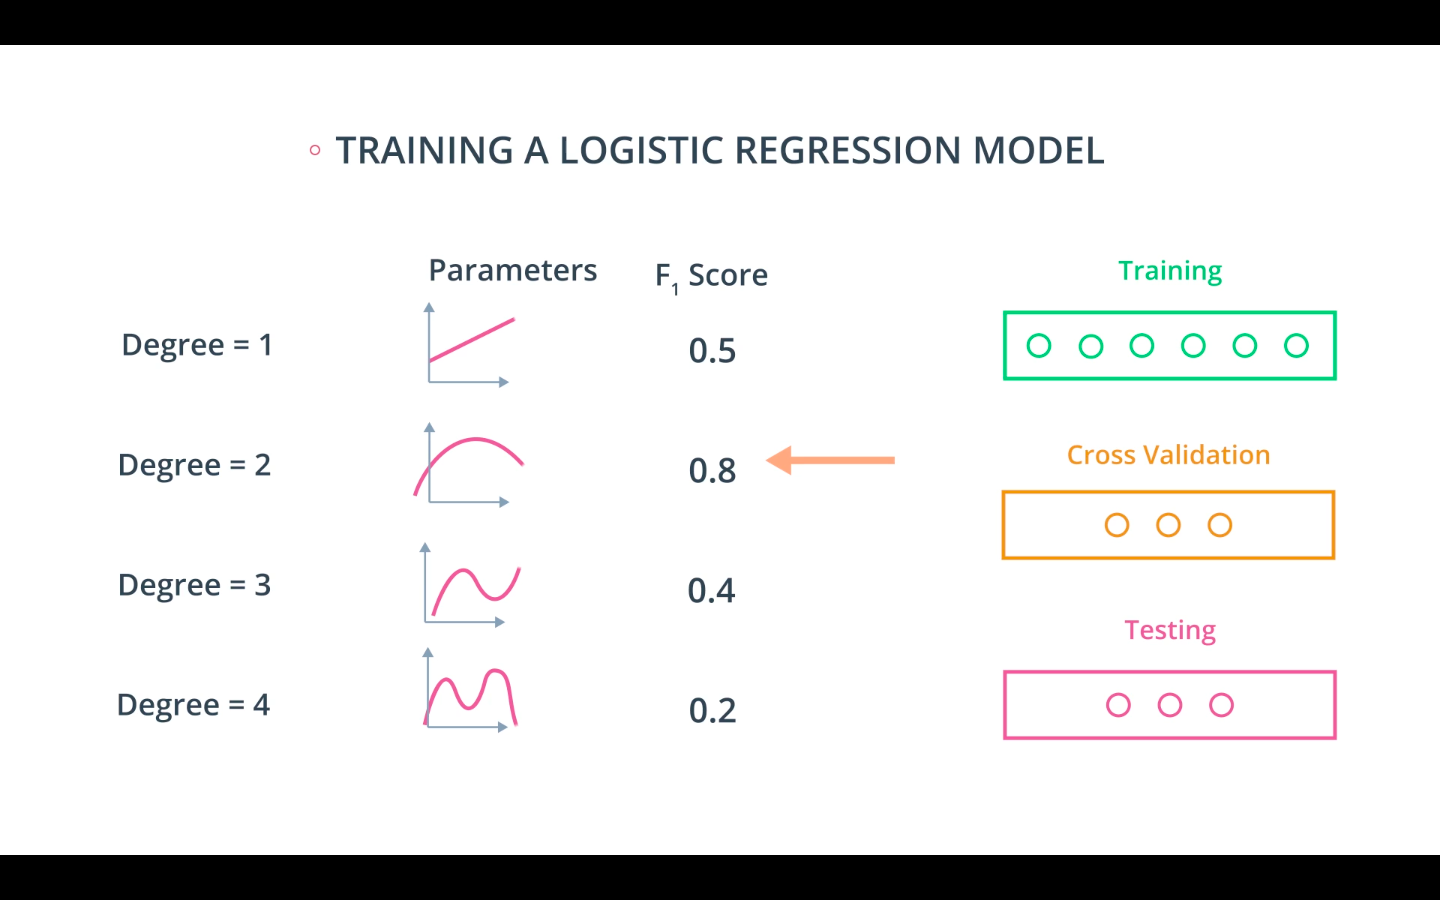 TRAINING A LOGISTIC REGRESSION MODEL
Parameters
F₁ Score
Degree = 1
0.5
Degree = 2
0.8
Degree = 3
0.4
Degree = 4
0.2
Training
Cross Validation
Testing